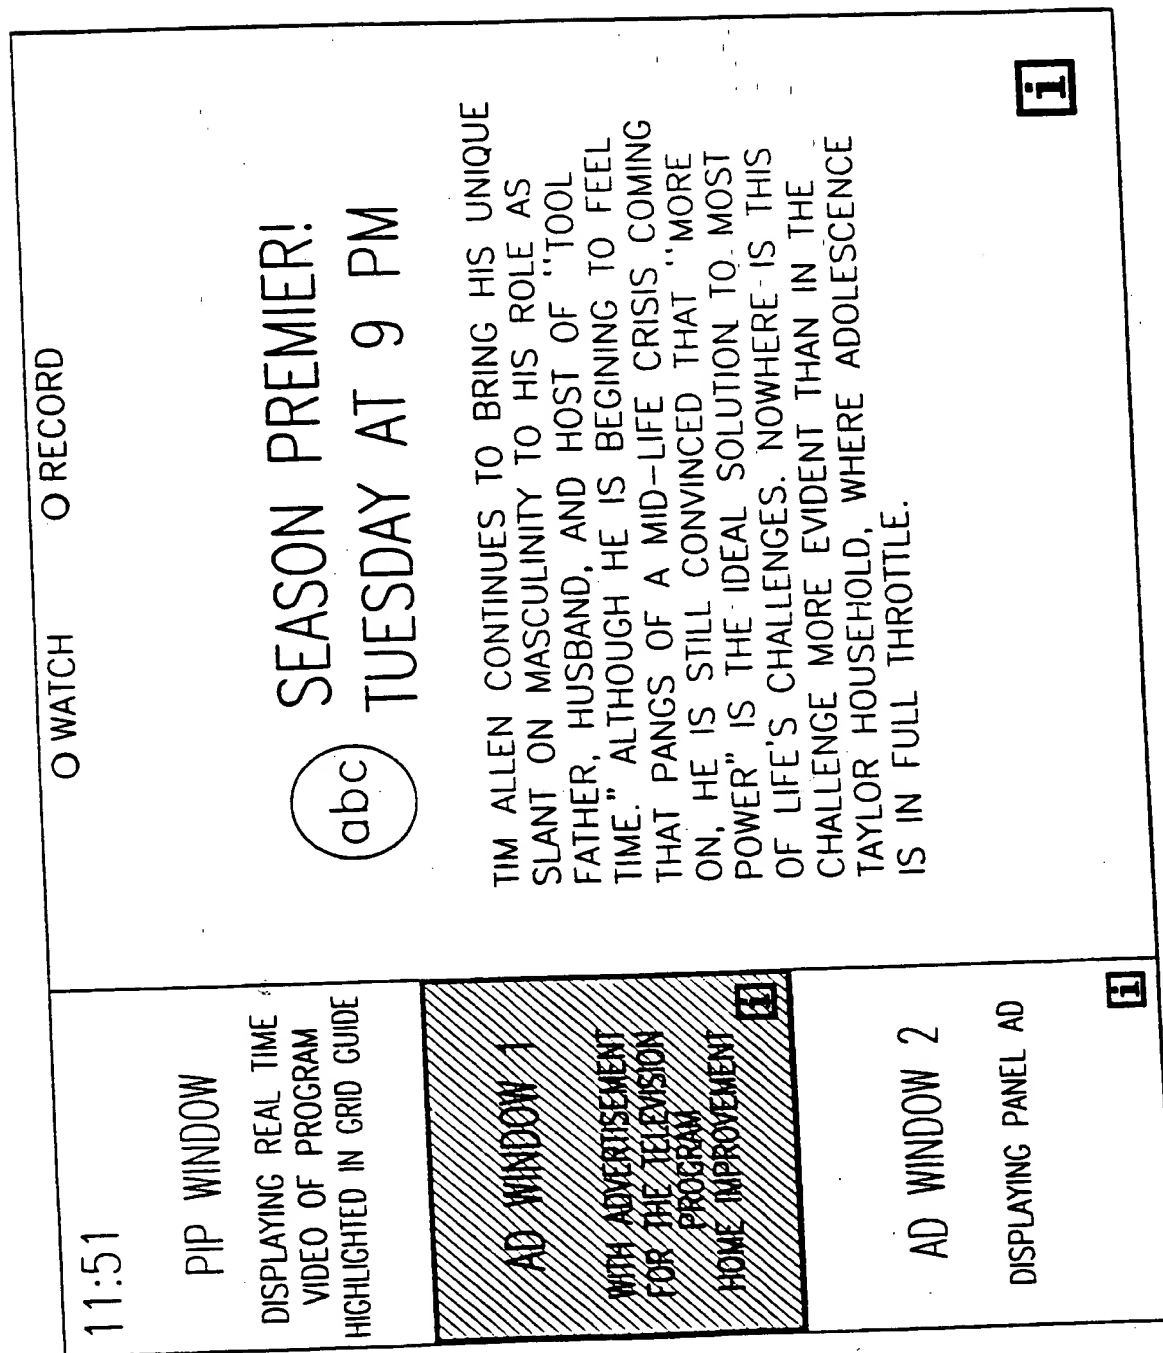 11:51
O WATCH
O RECORD
PIP WINDOW
DISPLAYING REAL TIME
VIDEO OF PROGRAM
HIGHLIGHTED IN GRID GUIDE
AD WINDOW 1
WITH ADVERTISEMENT
FOR THE TELEVISION
PROGRAM
HOME IMPROVEMENT
i
AD WINDOW 2
DISPLAYING PANEL AD
i
abc
SEASON PREMIER!
TUESDAY AT 9 PM
TIM ALLEN CONTINUES TO BRING HIS UNIQUE
SLANT ON MASCULINITY TO HIS ROLE AS
FATHER, HUSBAND, AND HOST OF "TOOL
TIME." ALTHOUGH HE IS BEGINING TO FEEL
THAT PANGS OF A MID-LIFE CRISIS COMING
ON, HE IS STILL CONVINCED THAT "MORE
POWER" IS THE IDEAL SOLUTION TO MOST
OF LIFE'S CHALLENGES. NOWHERE IS THIS
CHALLENGE MORE EVIDENT THAN IN THE
TAYLOR HOUSEHOLD, WHERE ADOLESCENCE
IS IN FULL THROTTLE.
i